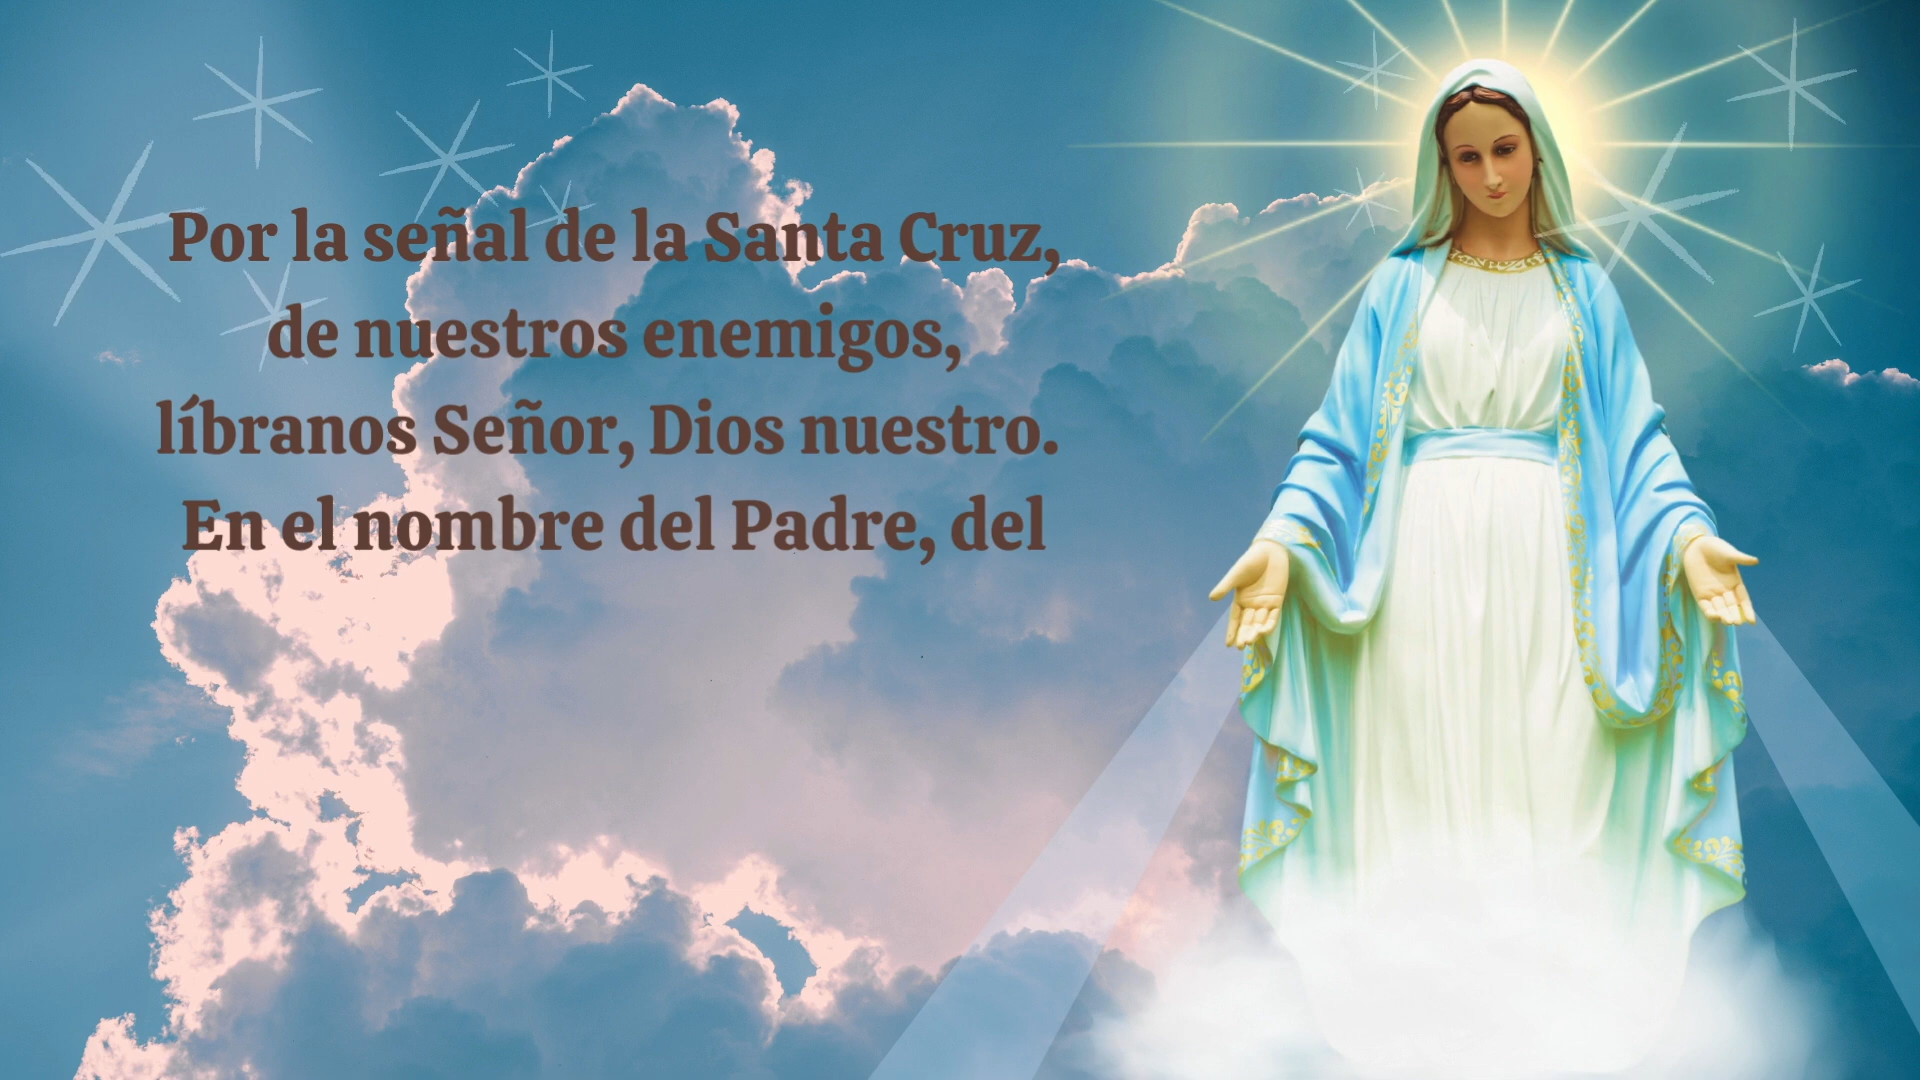 Por la señal de la Santa Cruz,
de nuestros enemigos,
líbranos Señor, Dios nuestro.
En el nombre del Padre, del